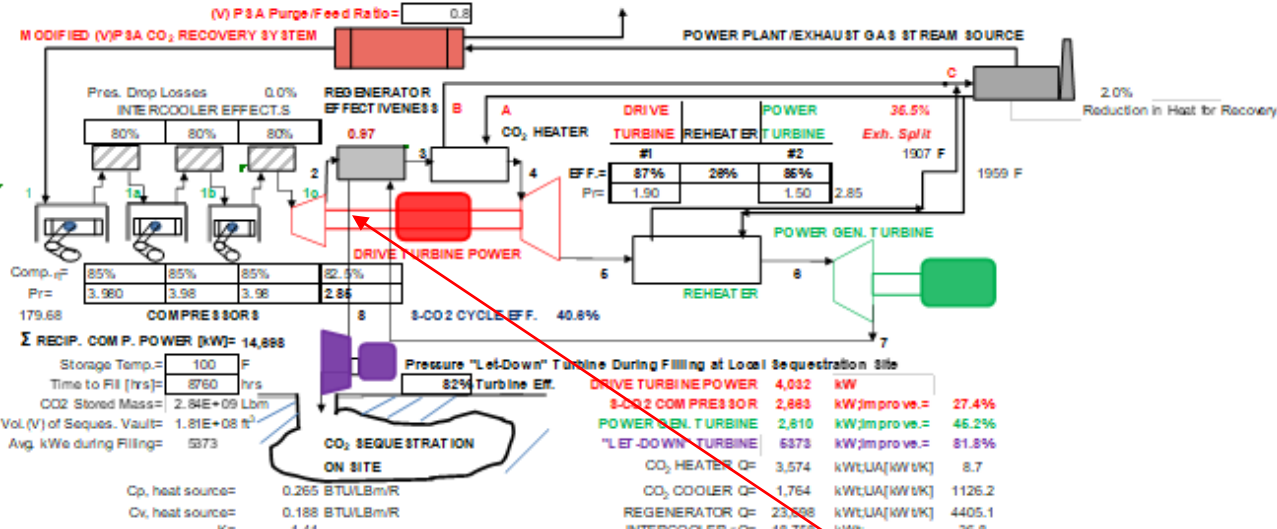 (V) PSA Purge/Feed Ratio= 0.8
MODIFIED (V)PSA CO2 RECOVERY SYSTEM
POWER PLANT/EXHAUST GAS STREAM SOURCE
C
Pres. Drop Losses 0.0%
INTERCOOLER EFFECT.S
80% 80% 80%
REGENERATOR
EFFECTIVENESS
0.97
B A
CO2 HEATER
DRIVE POWER
TURBINE REHEATER TURBINE
#1 #2
EFF.= 87% 26% 85%
Pr= 1.90 1.50 2.85
36.5%
Exh. Split
1907 F
1959 F
2.0%
Reduction in Heat for Recovery
1 1a 1b 1c 2 3 4
DRIVE TURBINE POWER
5 6
REHEATER
POWER GEN. TURBINE
Comp.η= 85% 85% 85% 82.5%
Pr= 3.980 3.98 3.98 2.85
179.68 COMPRESSORS
8 S-CO2 CYCLE EFF. 40.6%
7
Σ RECIP. COMP. POWER [kW]= 14,698
Storage Temp.= 100 F
Time to Fill [hrs]= 8760 hrs
CO2 Stored Mass= 2.84E+09 Lbm
Vol.(V) of Seques. Vault= 1.81E+08 ft3
Avg. kWe during Filling= 5373
Pressure "Let-Down" Turbine During Filling at Local Sequestration Site
82% Turbine Eff.
CO2 SEQUESTRATION
ON SITE
DRIVE TURBINE POWER 4,032 kW
S-CO2 COMPRESSOR 2,663 kW;Improve.= 27.4%
POWER GEN. TURBINE 2,610 kW;Improve.= 45.2%
"LET-DOWN" TURBINE 5373 kW;Improve.= 81.8%
CO2 HEATER Q= 3,574 kWt;UA[kWt/K] 8.7
CO2 COOLER Q= 1,764 kWt;UA[kWt/K] 1126.2
REGENERATOR Q= 23,698 kWt;UA[kWt/K] 4405.1
Cp, heat source= 0.265 BTU/LBm/R
Cv, heat source= 0.188 BTU/LBm/R